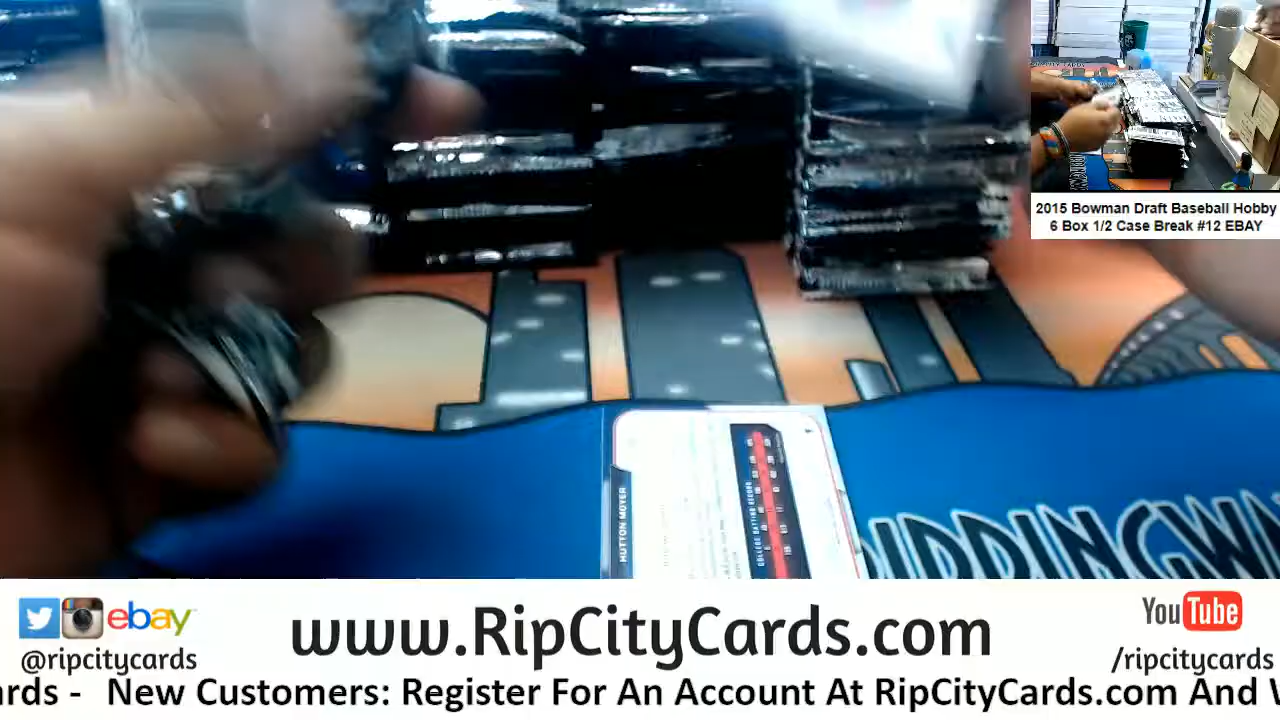 2015 Bowman Draft Baseball Hobby
6 Box 1/2 Case Break #12 EBAY
HUTTON MOYER
COLLEGE BATTING RECORD
ebay
www.RipCityCards.com
YouTube
@ripcitycards
/ripcitycards
ards - New Customers: Register For An Account At RipCityCards.com And